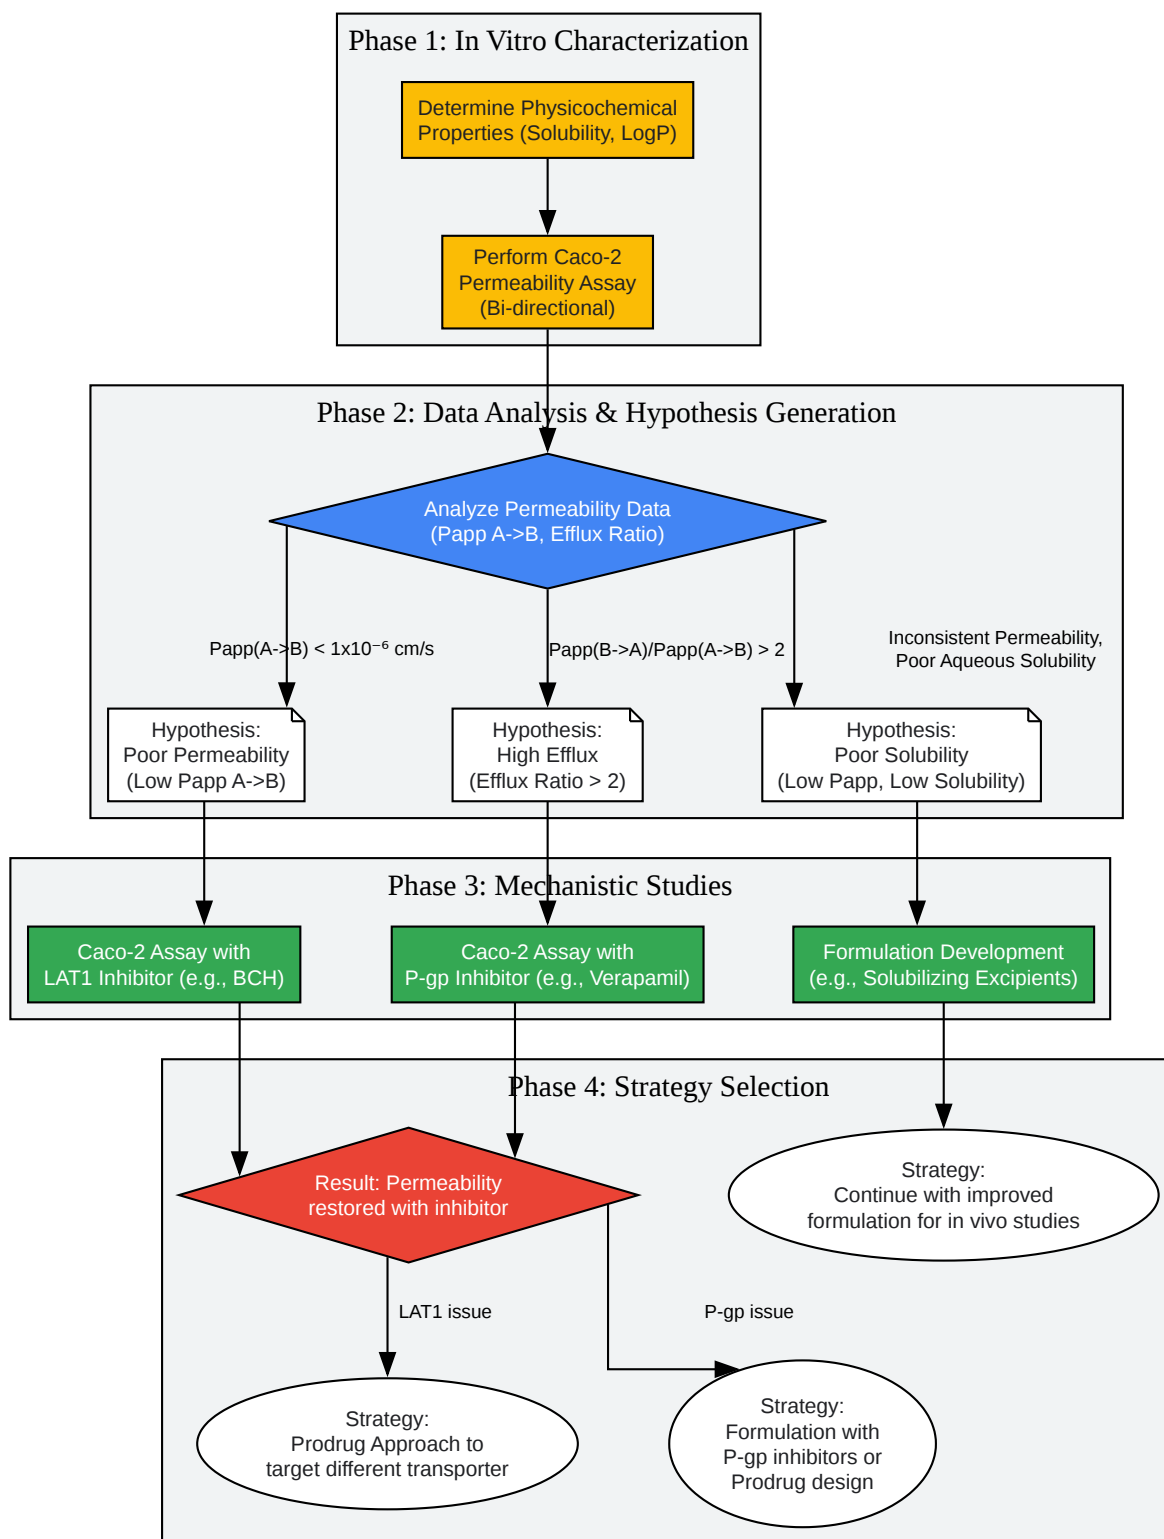 Phase 1: In Vitro Characterization
Determine Physicochemical
Properties (Solubility, LogP)
Perform Caco-2
Permeability Assay
(Bi-directional)
Phase 2: Data Analysis & Hypothesis Generation
Analyze Permeability Data
(Papp A->B, Efflux Ratio)
Papp(A->B) < 1x10⁻⁶ cm/s
Papp(B->A)/Papp(A->B) > 2
Inconsistent Permeability,
Poor Aqueous Solubility
Hypothesis:
Poor Permeability
(Low Papp A->B)
Hypothesis:
High Efflux
(Efflux Ratio > 2)
Hypothesis:
Poor Solubility
(Low Papp, Low Solubility)
Phase 3: Mechanistic Studies
Caco-2 Assay with
LAT1 Inhibitor (e.g., BCH)
Caco-2 Assay with
P-gp Inhibitor (e.g., Verapamil)
Formulation Development
(e.g., Solubilizing Excipients)
Phase 4: Strategy Selection
Result: Permeability
restored with inhibitor
Strategy:
Continue with improved
formulation for in vivo studies
LAT1 issue
P-gp issue
Strategy:
Prodrug Approach to
target different transporter
Strategy:
Formulation with
P-gp inhibitors or
Prodrug design